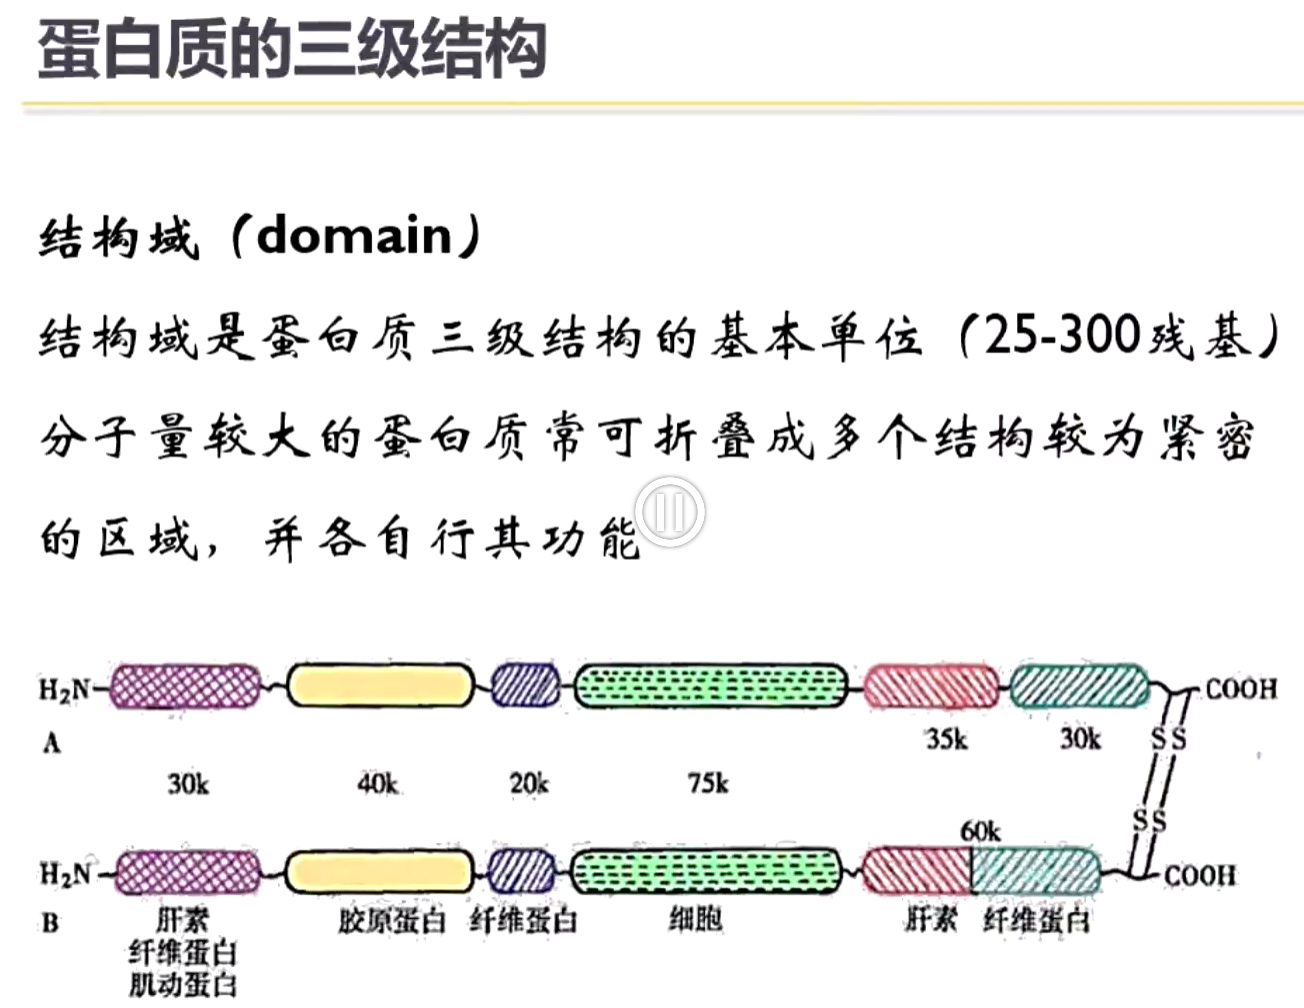 蛋白质的三级结构
结构域（domain）
结构域是蛋白质三级结构的基本单位（25-300残基）
分子量较大的蛋白质常可折叠成多个结构较为紧密
的区域，并各自行其功能
H₂N COOH
A 35k 30k SS
30k 40k 20k 75k
SS
60k
H₂N COOH
B 肝素 胶原蛋白 纤维蛋白 细胞 肝素 纤维蛋白
纤维蛋白
肌动蛋白